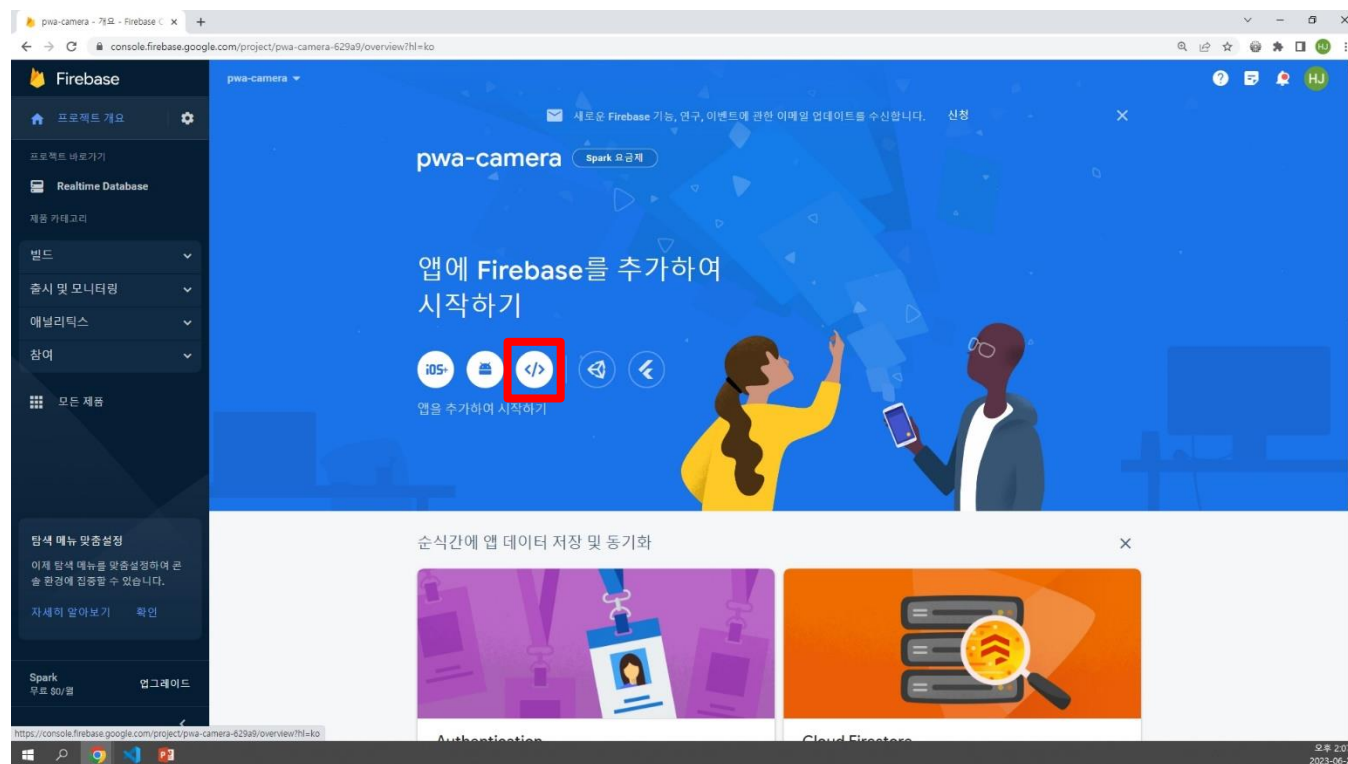 pwa-camera - 개요 - Firebase C
console.firebase.google.com/project/pwa-camera-629a9/overview?hl=ko
HJ
Firebase
pwa-camera
HJ
프로젝트 개요
새로운 Firebase 기능, 연구, 이벤트에 관한 이메일 업데이트를 수신합니다. 신청
프로젝트 바로가기
Realtime Database
제품 카테고리
빌드
출시 및 모니터링
애널리틱스
참여
모든 제품
pwa-camera Spark 요금제
앱에 Firebase를 추가하여
시작하기
iOS+ </>
앱을 추가하여 시작하기
탐색 메뉴 맞춤설정
이제 탐색 메뉴를 맞춤설정하여 콘
솔 환경에 집중할 수 있습니다.
자세히 알아보기 확인
Spark
무료 $0/월
업그레이드
순식간에 앱 데이터 저장 및 동기화
Authentication
Cloud Firestore
https://console.firebase.google.com/project/pwa-camera-629a9/overview?hl=ko
오후 2:0
2023-06-